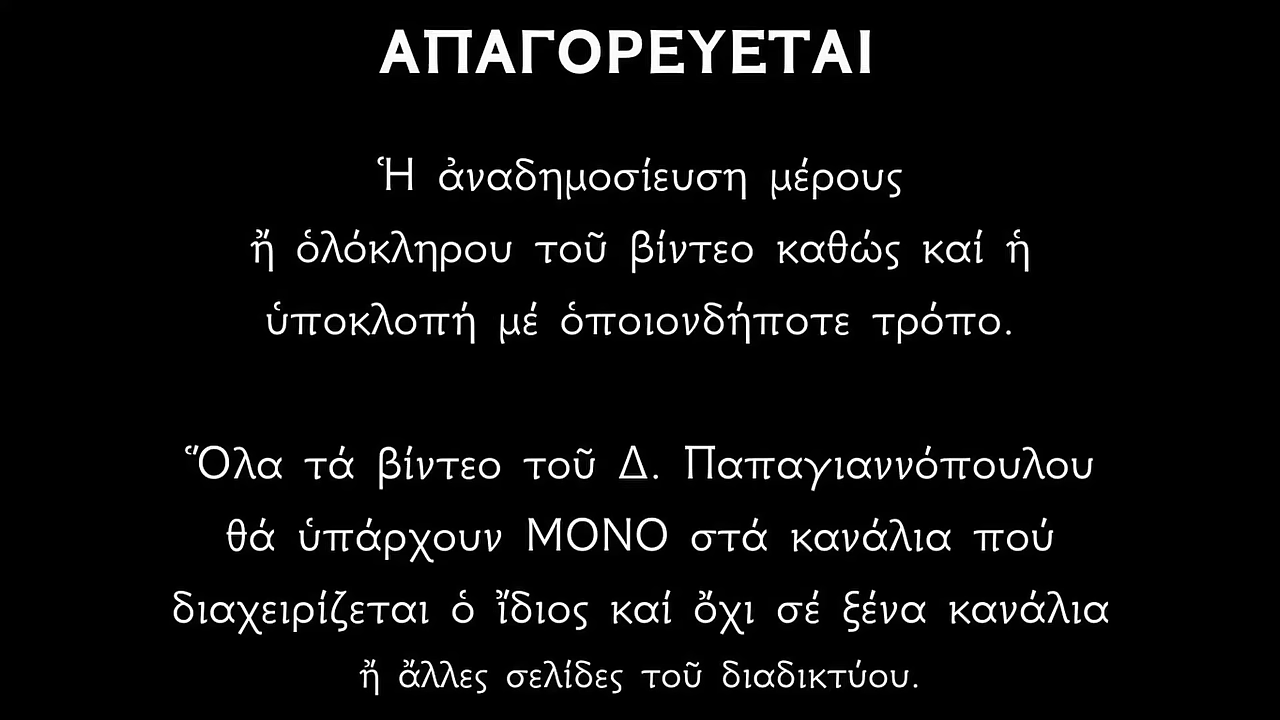 ΑΠΑΓΟΡΕΥΕΤΑΙ
Ἡ ἀναδημοσίευση μέρους
ἤ ὁλόκληρου τοῦ βίντεο καθώς καί ἡ
ὑποκλοπή μέ ὁποιονδήποτε τρόπο.
Ὅλα τά βίντεο τοῦ Δ. Παπαγιαννόπουλου
θά ὑπάρχουν ΜΟΝΟ στά κανάλια πού
διαχειρίζεται ὁ ἴδιος καί ὄχι σέ ξένα κανάλια
ἤ ἄλλες σελίδες τοῦ διαδικτύου.